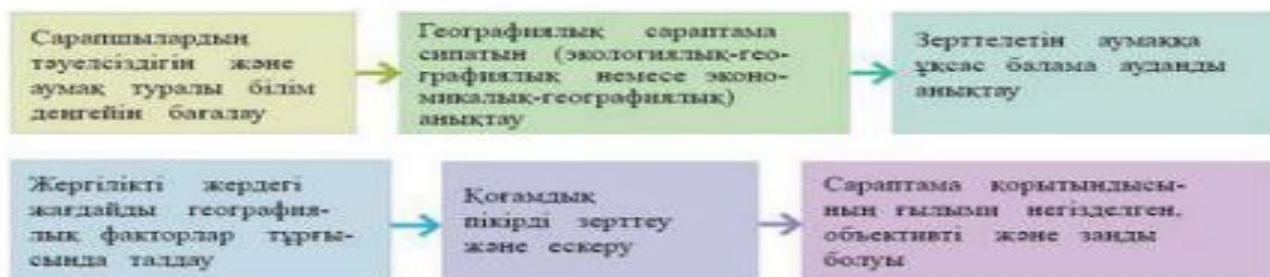 Сарапшылардың
тәуелсіздігін және
аумақ туралы білім
деңгейін бағалау
Географиялық сараптама
сипатын (экологиялық-гео-
графиялық немесе эконо-
микалық-географиялық)
анықтау
Зерттелетін аумаққа
ұқсас балама ауданды
анықтау
Жергілікті жердегі
жағдайды география-
лық факторлар тұрғы-
сында талдау
Қоғамдық
пікірді зерттеу
және ескеру
Сараптама қорытындысы-
ның ғылыми негізделген,
объективті және заңды
болуы